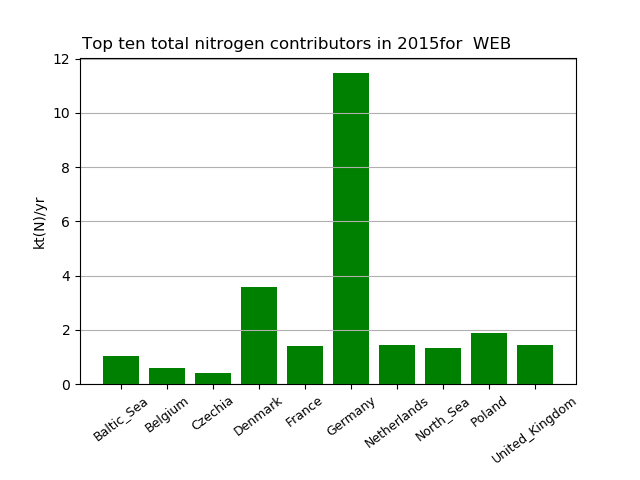 Top ten total nitrogen contributors in 2015for  WEB
12
10
8
6
4
2
0
kt(N)/yr
Baltic_Sea
Belgium
Czechia
Denmark
France
Germany
Netherlands
North_Sea
Poland
United_Kingdom